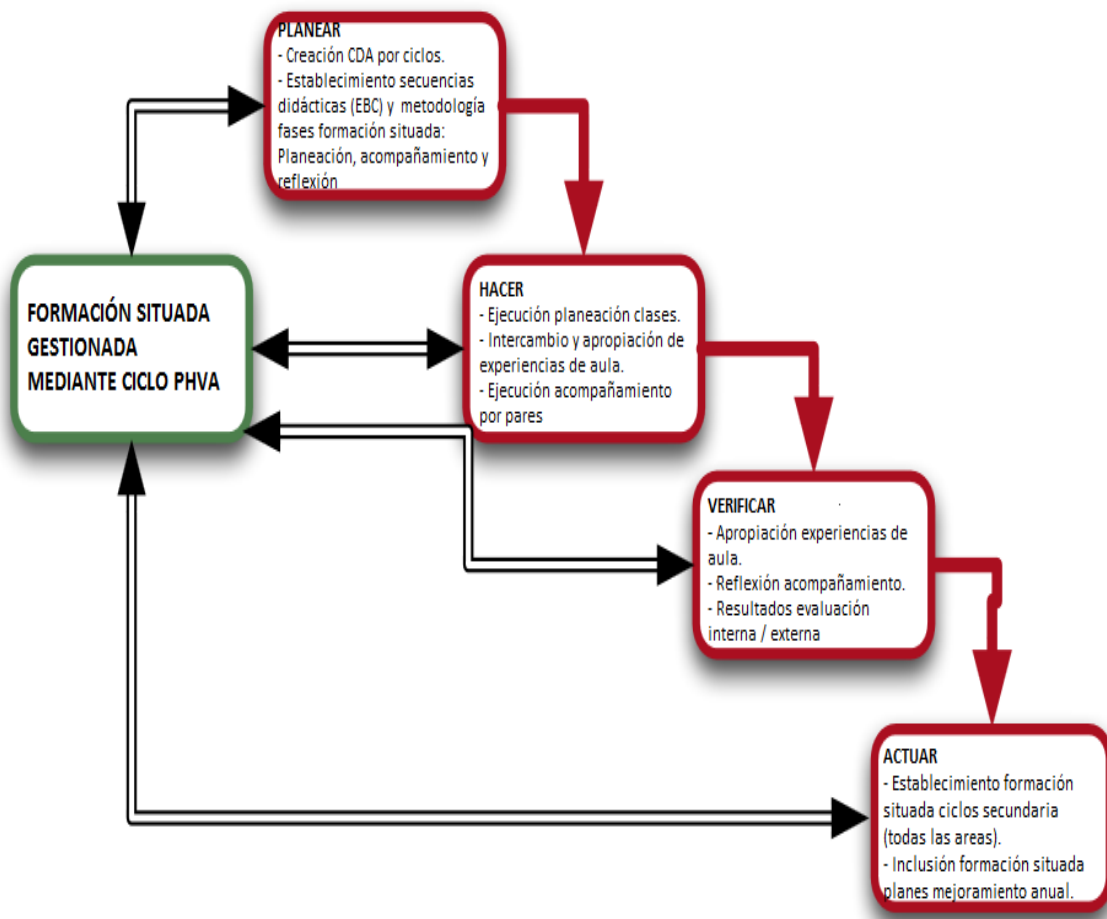 PLANEAR
- Creación CDA por ciclos.
- Establecimiento secuencias
didácticas (EBC) y metodología
fases formación situada:
Planeación, acompañamiento y
reflexión
FORMACIÓN SITUADA
GESTIONADA
MEDIANTE CICLO PHVA
HACER
- Ejecución planeación clases.
- Intercambio y apropiación de
experiencias de aula.
- Ejecución acompañamiento
por pares
VERIFICAR
- Apropiación experiencias de
aula.
- Reflexión acompañamiento.
- Resultados evaluación
interna / externa
ACTUAR
- Establecimiento formación
situada ciclos secundaria
(todas las areas).
- Inclusión formación situada
planes mejoramiento anual.